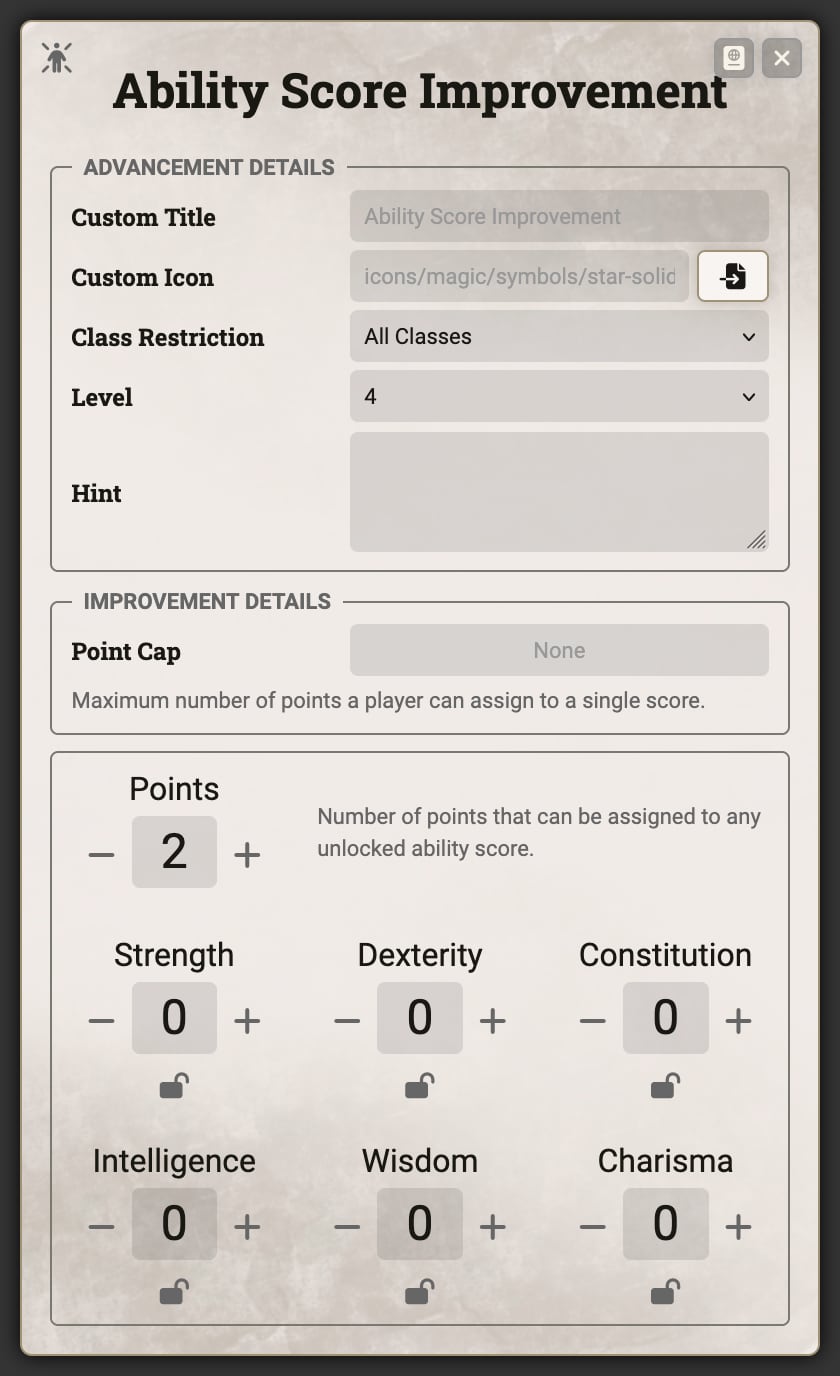 Ability Score Improvement
ADVANCEMENT DETAILS
Custom Title
Ability Score Improvement
Custom Icon
icons/magic/symbols/star-solid
Class Restriction
All Classes
Level
4
Hint
IMPROVEMENT DETAILS
Point Cap
None
Maximum number of points a player can assign to a single score.
Points
2
Number of points that can be assigned to any
unlocked ability score.
Strength Dexterity Constitution
0 0 0
Intelligence Wisdom Charisma
0 0 0